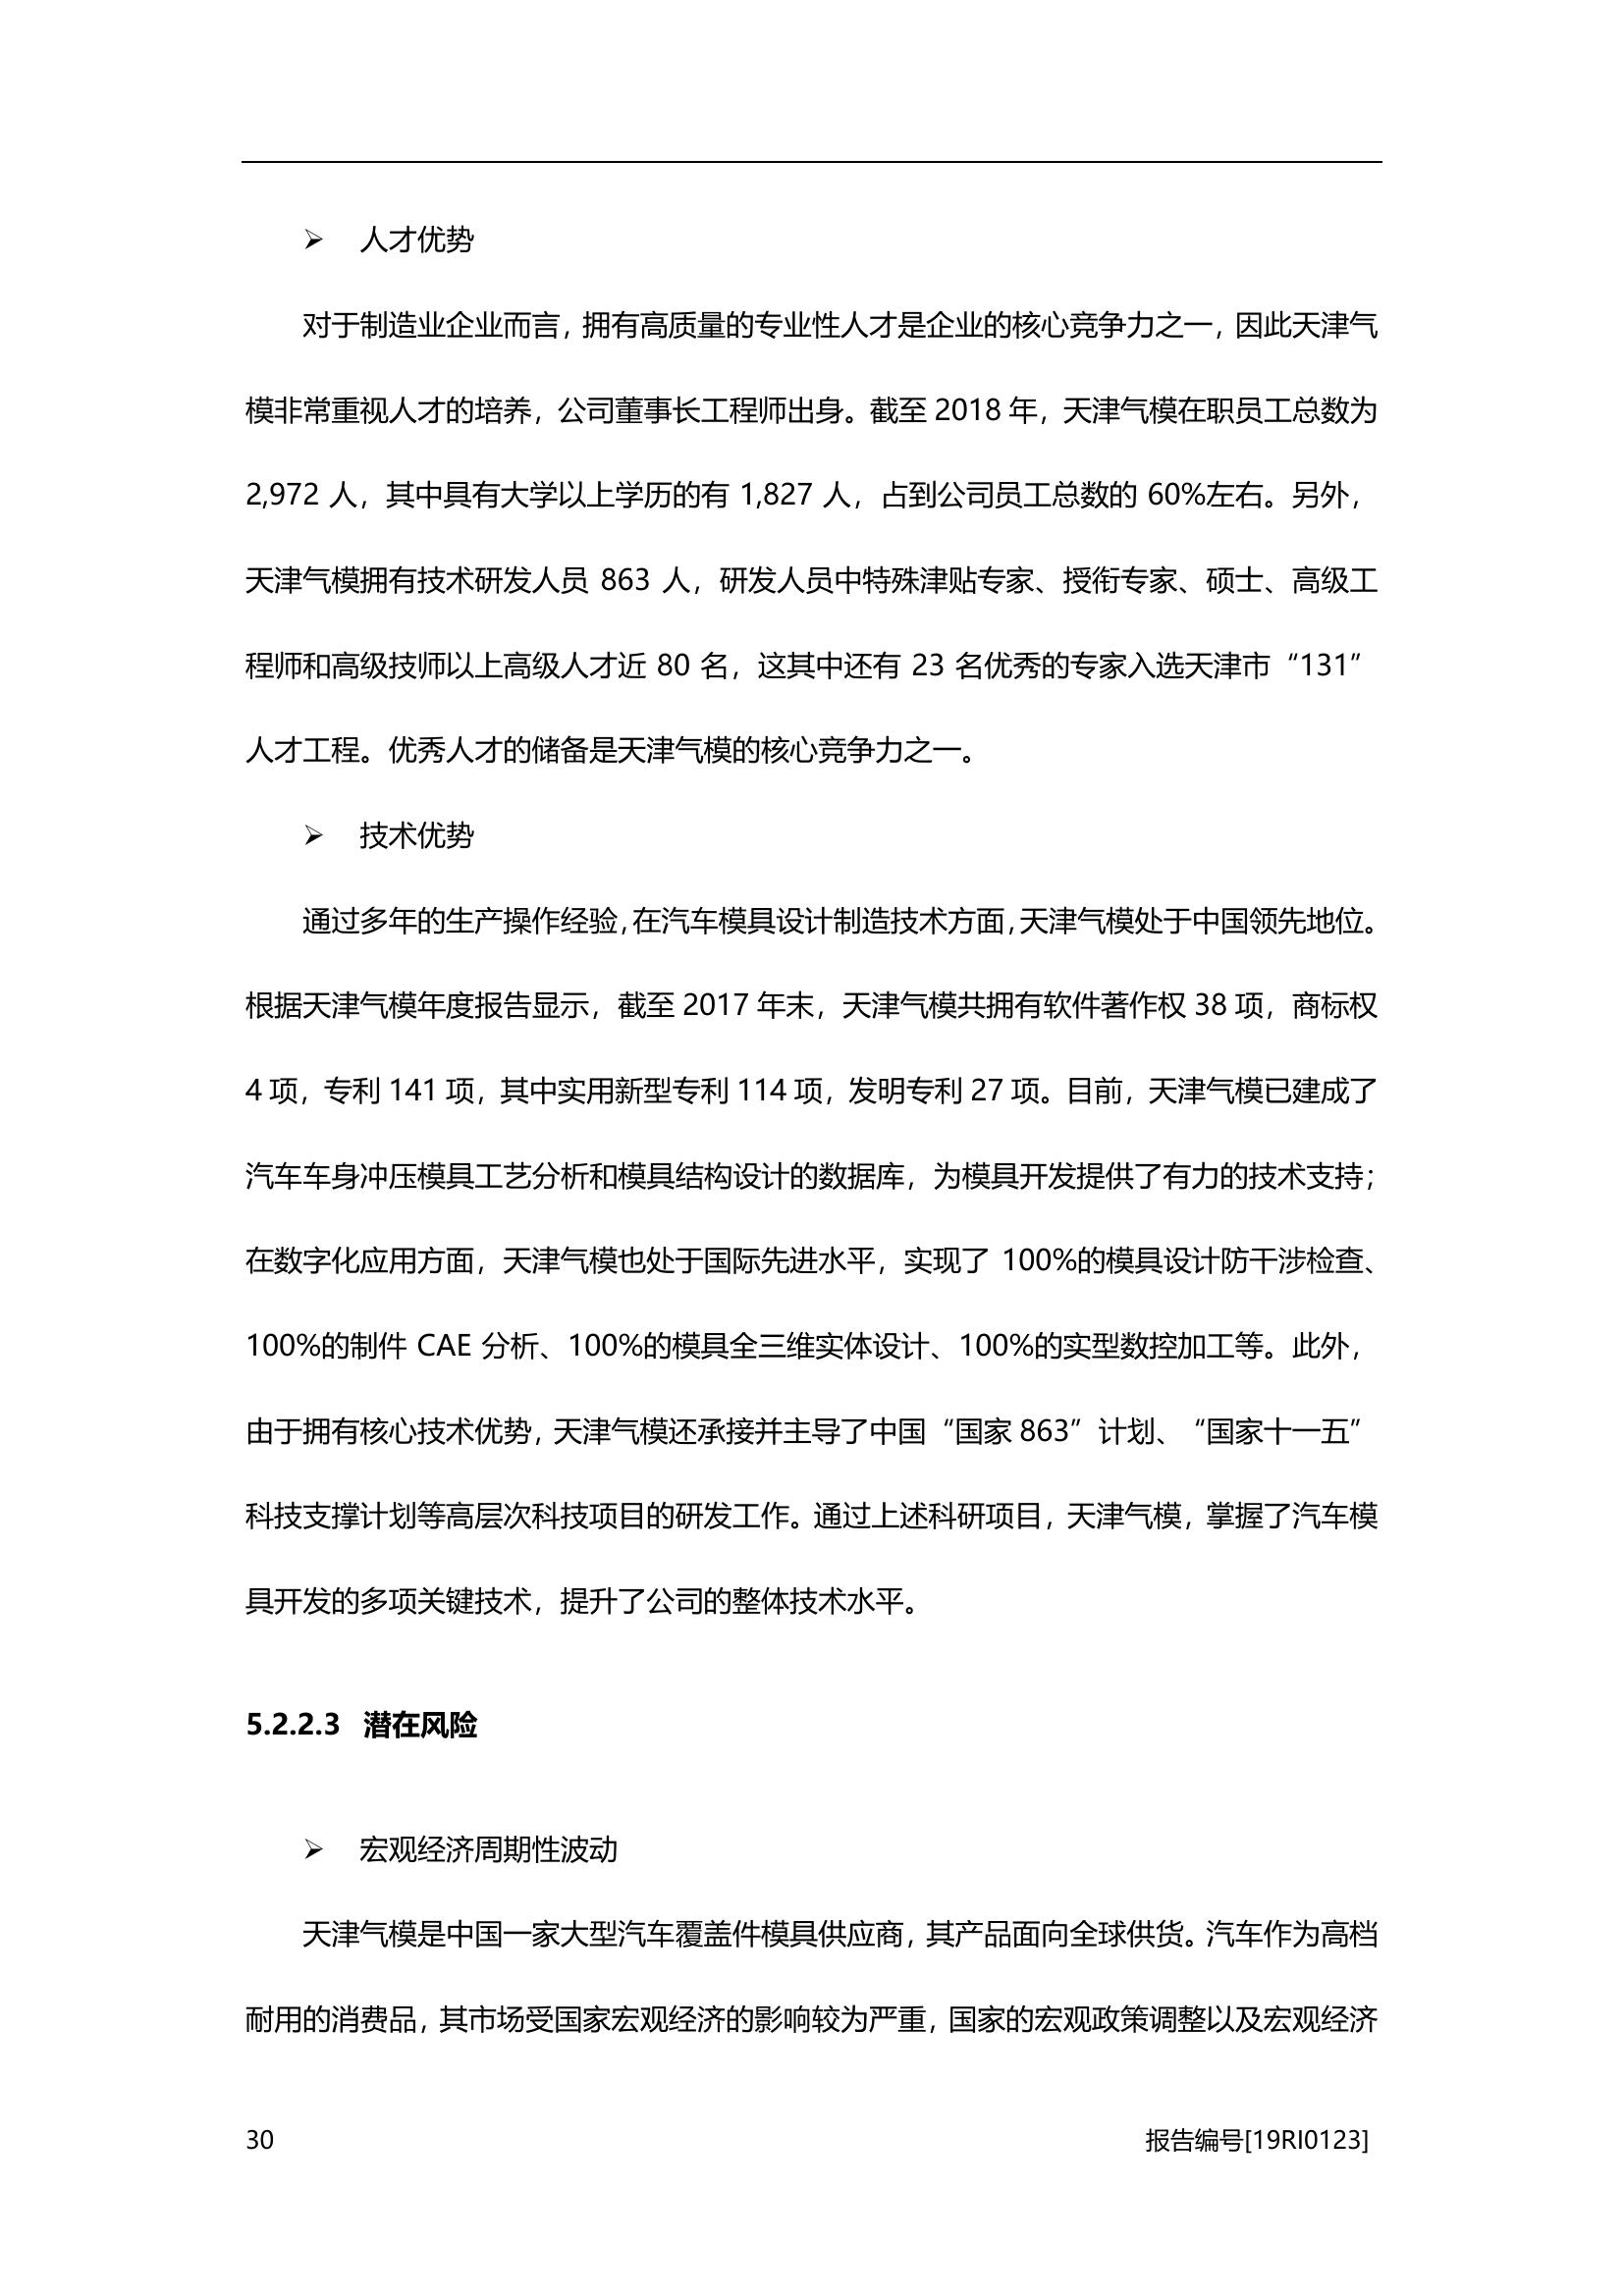 ➢ 人才优势
对于制造业企业而言，拥有高质量的专业性人才是企业的核心竞争力之一，因此天津气
模非常重视人才的培养，公司董事长工程师出身。截至 2018 年，天津气模在职员工总数为
2,972 人，其中具有大学以上学历的有 1,827 人，占到公司员工总数的 60%左右。另外，
天津气模拥有技术研发人员 863 人，研发人员中特殊津贴专家、授衔专家、硕士、高级工
程师和高级技师以上高级人才近 80 名，这其中还有 23 名优秀的专家入选天津市“131”
人才工程。优秀人才的储备是天津气模的核心竞争力之一。
➢ 技术优势
通过多年的生产操作经验，在汽车模具设计制造技术方面，天津气模处于中国领先地位。
根据天津气模年度报告显示，截至 2017 年末，天津气模共拥有软件著作权 38 项，商标权
4 项，专利 141 项，其中实用新型专利 114 项，发明专利 27 项。目前，天津气模已建成了
汽车车身冲压模具工艺分析和模具结构设计的数据库，为模具开发提供了有力的技术支持；
在数字化应用方面，天津气模也处于国际先进水平，实现了 100%的模具设计防干涉检查、
100%的制件 CAE 分析、100%的模具全三维实体设计、100%的实型数控加工等。此外，
由于拥有核心技术优势，天津气模还承接并主导了中国“国家 863”计划、“国家十一五”
科技支撑计划等高层次科技项目的研发工作。通过上述科研项目，天津气模，掌握了汽车模
具开发的多项关键技术，提升了公司的整体技术水平。
5.2.2.3 潜在风险
➢ 宏观经济周期性波动
天津气模是中国一家大型汽车覆盖件模具供应商，其产品面向全球供货。汽车作为高档
耐用的消费品，其市场受国家宏观经济的影响较为严重，国家的宏观政策调整以及宏观经济
30 报告编号[19RI0123]